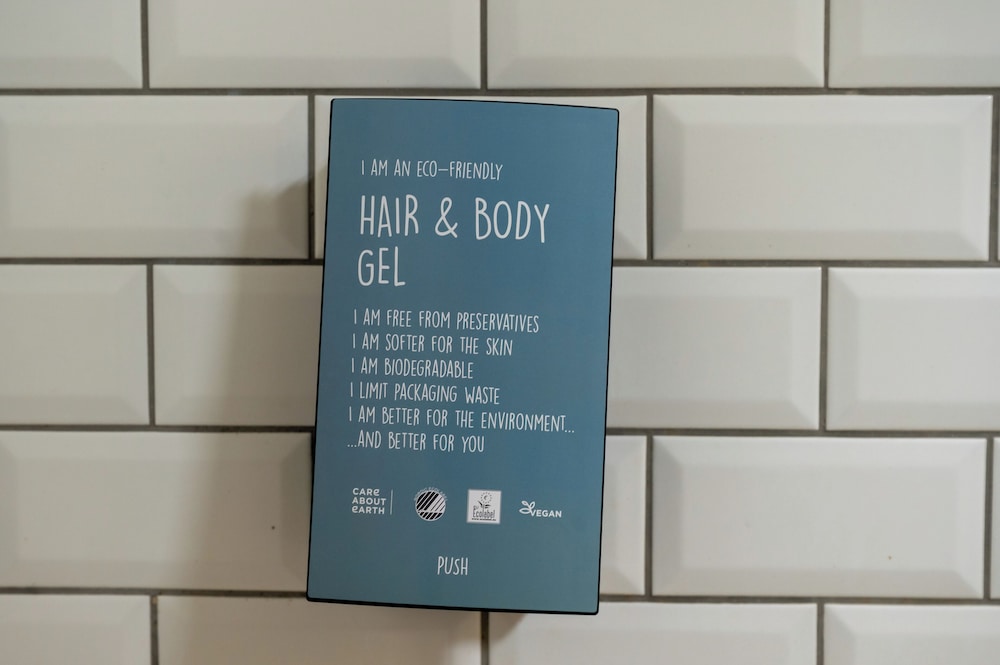 I AM AN ECO-FRIENDLY
HAIR & BODY
GEL
I AM FREE FROM PRESERVATIVES
I AM SOFTER FOR THE SKIN
I AM BIODEGRADABLE
I LIMIT PACKAGING WASTE
I AM BETTER FOR THE ENVIRONMENT...
...AND BETTER FOR YOU
CARE
ABOUT
EARTH
Ecolabel
VEGAN
PUSH